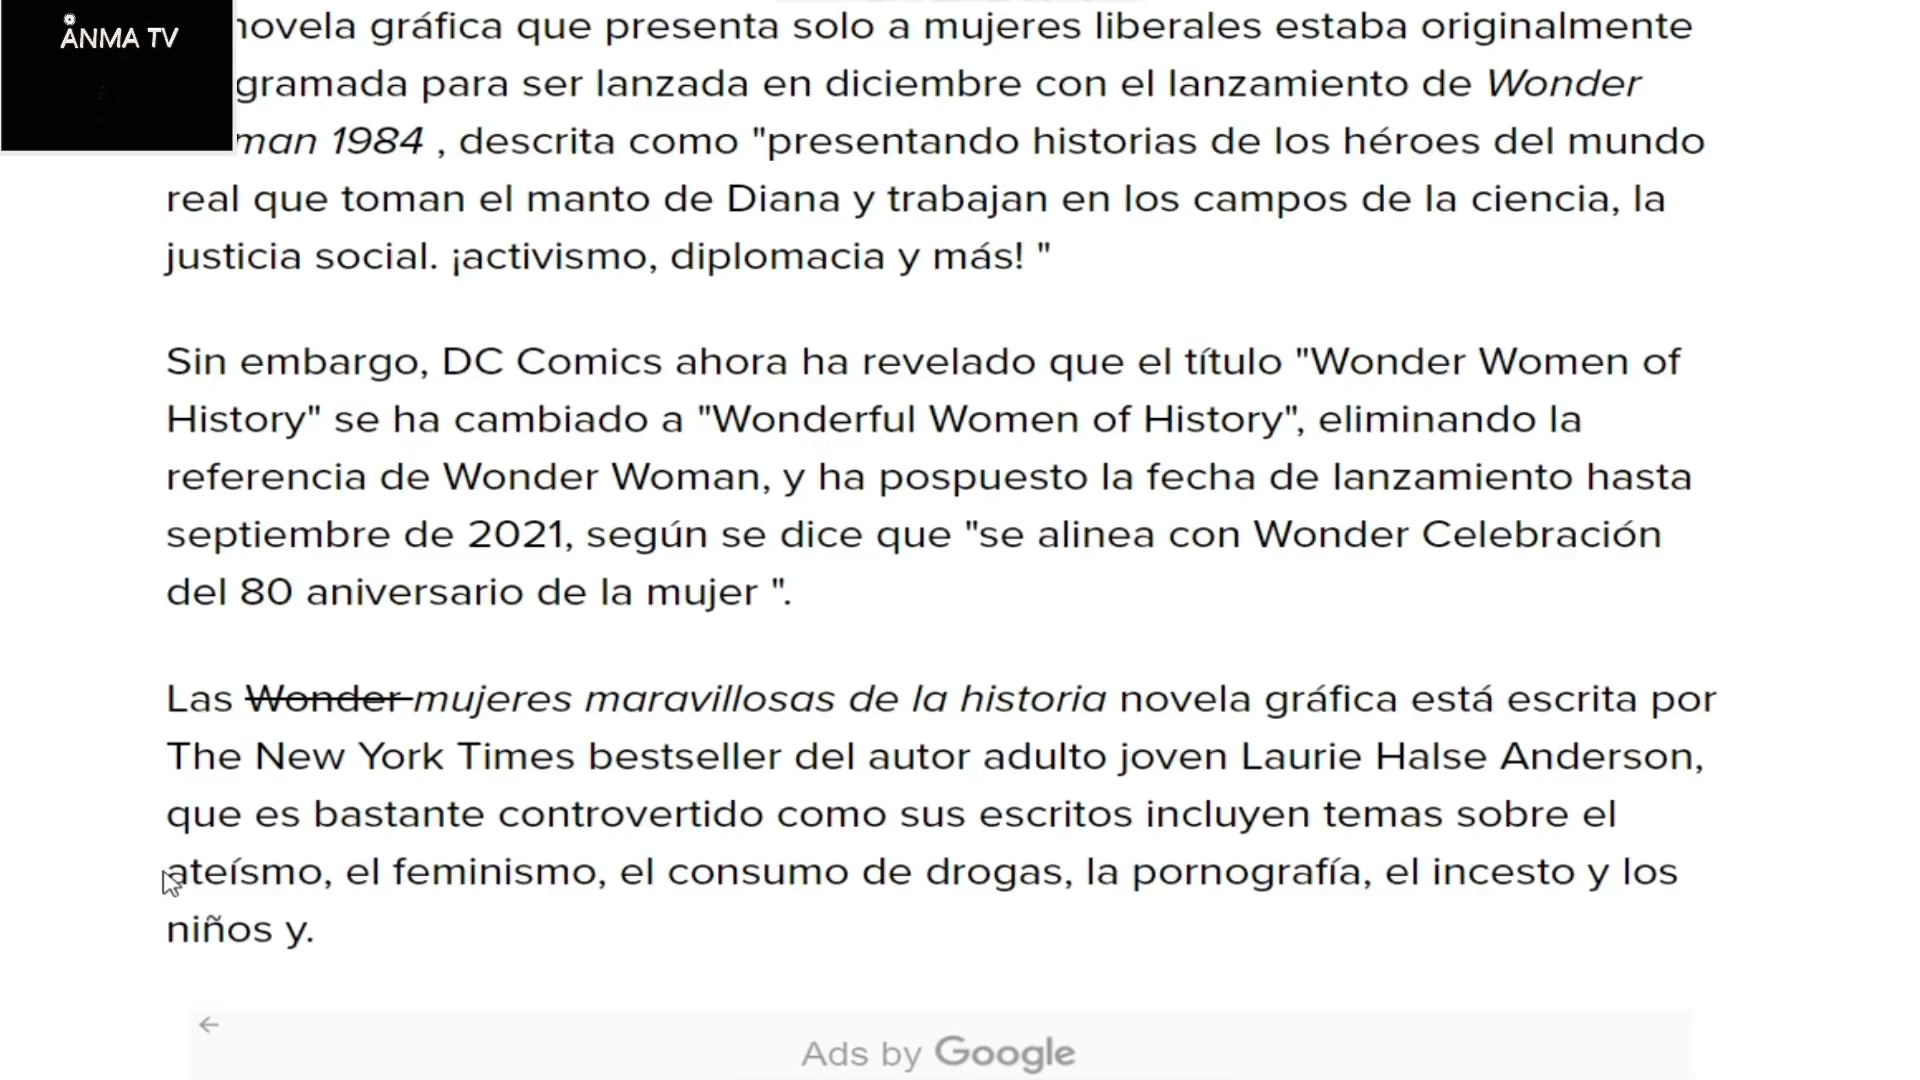 ANMA TV
novela gráfica que presenta solo a mujeres liberales estaba originalmente
gramada para ser lanzada en diciembre con el lanzamiento de Wonder
man 1984 , descrita como "presentando historias de los héroes del mundo
real que toman el manto de Diana y trabajan en los campos de la ciencia, la
justicia social. ¡activismo, diplomacia y más! "
Sin embargo, DC Comics ahora ha revelado que el título "Wonder Women of
History" se ha cambiado a "Wonderful Women of History", eliminando la
referencia de Wonder Woman, y ha pospuesto la fecha de lanzamiento hasta
septiembre de 2021, según se dice que "se alinea con Wonder Celebración
del 80 aniversario de la mujer ".
Las Wonder mujeres maravillosas de la historia novela gráfica está escrita por
The New York Times bestseller del autor adulto joven Laurie Halse Anderson,
que es bastante controvertido como sus escritos incluyen temas sobre el
ateísmo, el feminismo, el consumo de drogas, la pornografía, el incesto y los
niños y.
Ads by Google